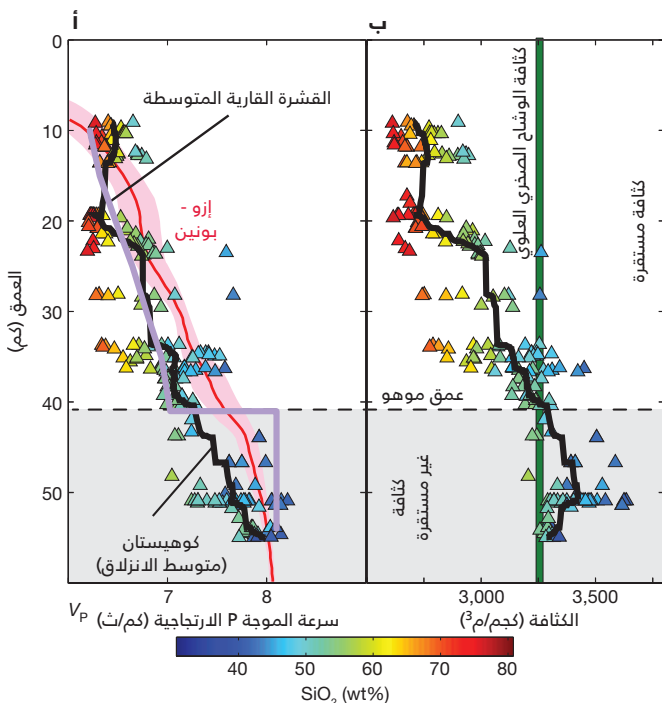 أ
ب
0
10
20
30
40
50
العمق (كم)
القشرة القارية المتوسطة
إزو -
بونين
كوهيستان
(متوسط الانزلاق)
كثافة الوشاح الصخري العلوي
كثافة مستقرة
عمق موهو
كثافة
غير مستقرة
7
8
3,000
3,500
سرعة الموجة P الارتجاجية (كم/ث) VP
الكثافة (كجم/م³)
40
50
60
70
80
SiO₂ (wt%)